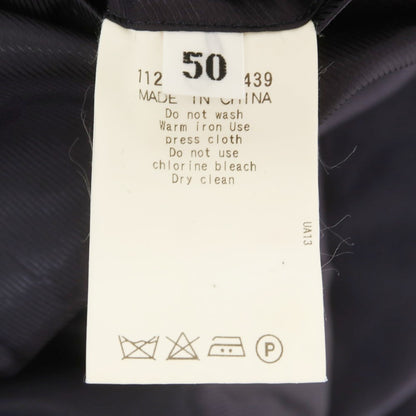 50
112 439
MADE IN CHINA
Do not wash
Warm iron Use
press cloth
Do not use
chlorine bleach
Dry clean
UA13
P